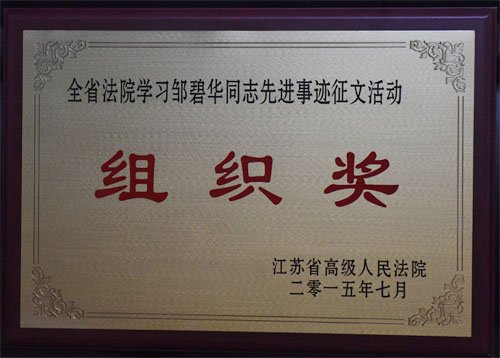 全省法院学习邹碧华同志先进事迹征文活动
组织奖
江苏省高级人民法院
二零一五年七月